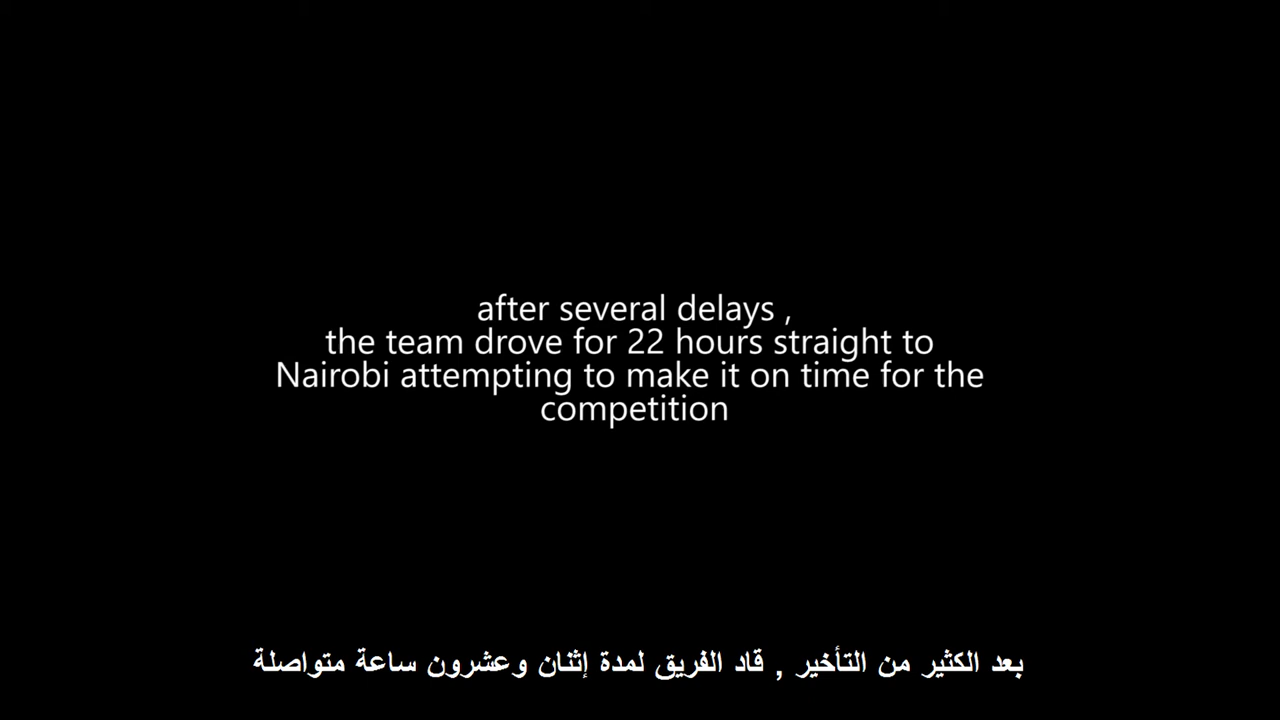 after several delays ,
the team drove for 22 hours straight to
Nairobi attempting to make it on time for the
competition
بعد الكثير من التأخير , قاد الفريق لمدة إثنان وعشرون ساعة متواصلة